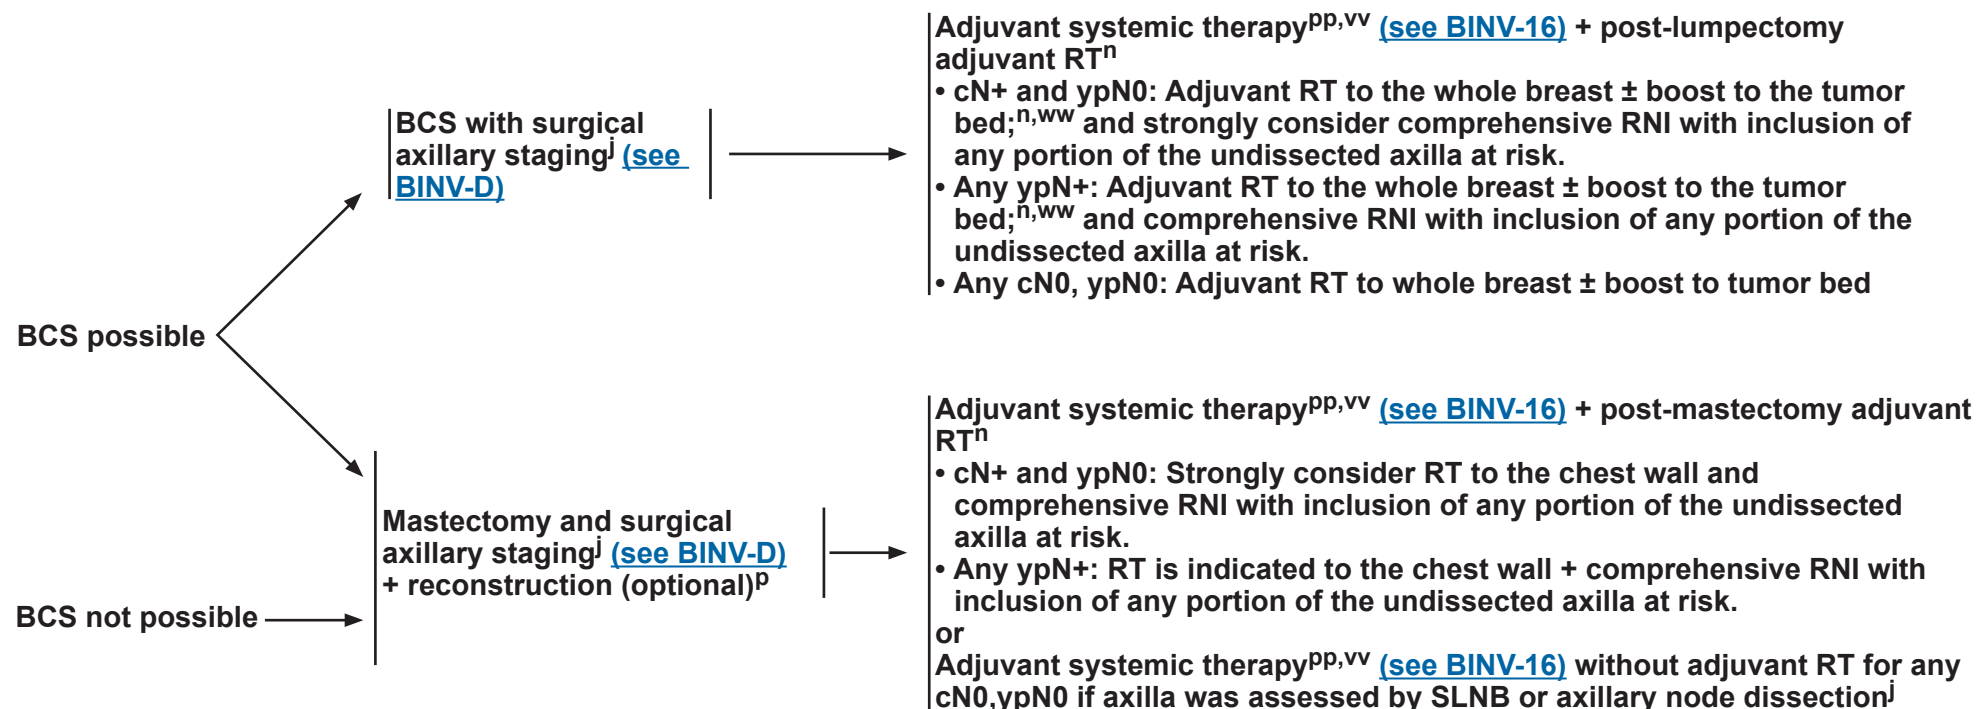 BCS possible
BCS not possible
BCS with surgical
axillary stagingj (see
BINV-D)
Adjuvant systemic therapypp,vv (see BINV-16) + post-lumpectomy
adjuvant RTn
• cN+ and ypN0: Adjuvant RT to the whole breast ± boost to the tumor
bed;n,ww and strongly consider comprehensive RNI with inclusion of
any portion of the undissected axilla at risk.
• Any ypN+: Adjuvant RT to the whole breast ± boost to the tumor
bed;n,ww and comprehensive RNI with inclusion of any portion of the
undissected axilla at risk.
• Any cN0, ypN0: Adjuvant RT to whole breast ± boost to tumor bed
Mastectomy and surgical
axillary stagingj (see BINV-D)
+ reconstruction (optional)p
Adjuvant systemic therapypp,vv (see BINV-16) + post-mastectomy adjuvant
RTn
• cN+ and ypN0: Strongly consider RT to the chest wall and
comprehensive RNI with inclusion of any portion of the undissected
axilla at risk.
• Any ypN+: RT is indicated to the chest wall + comprehensive RNI with
inclusion of any portion of the undissected axilla at risk.
or
Adjuvant systemic therapypp,vv (see BINV-16) without adjuvant RT for any
cN0,ypN0 if axilla was assessed by SLNB or axillary node dissectionj